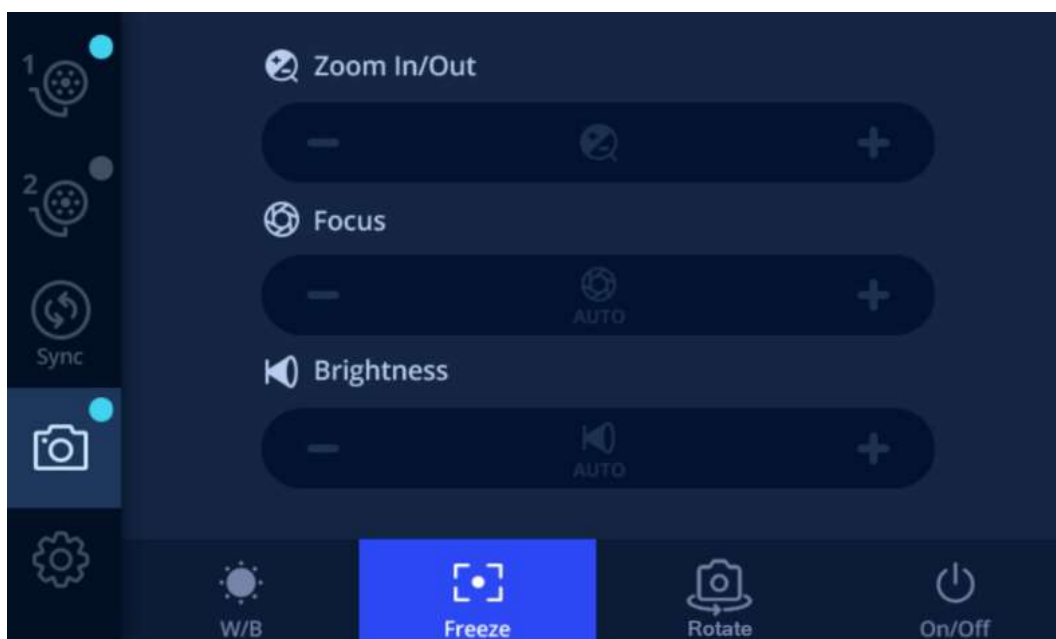 1
2
Sync
Zoom In/Out
Focus
AUTO
Brightness
AUTO
W/B
Freeze
Rotate
On/Off